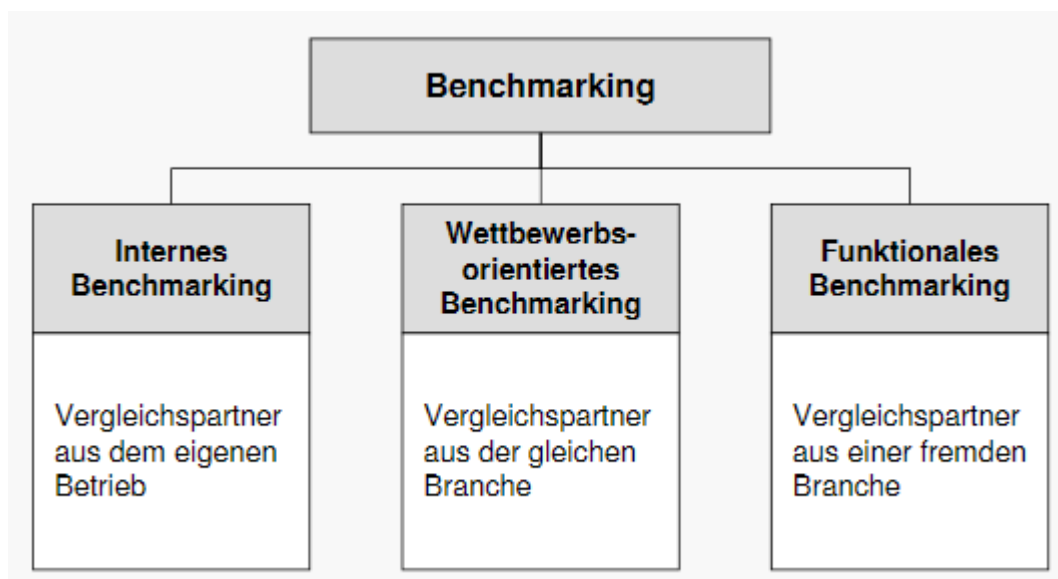 Benchmarking
Internes
Benchmarking
Wettbewerbs-
orientiertes
Benchmarking
Funktionales
Benchmarking
Vergleichspartner
aus dem eigenen
Betrieb
Vergleichspartner
aus der gleichen
Branche
Vergleichspartner
aus einer fremden
Branche